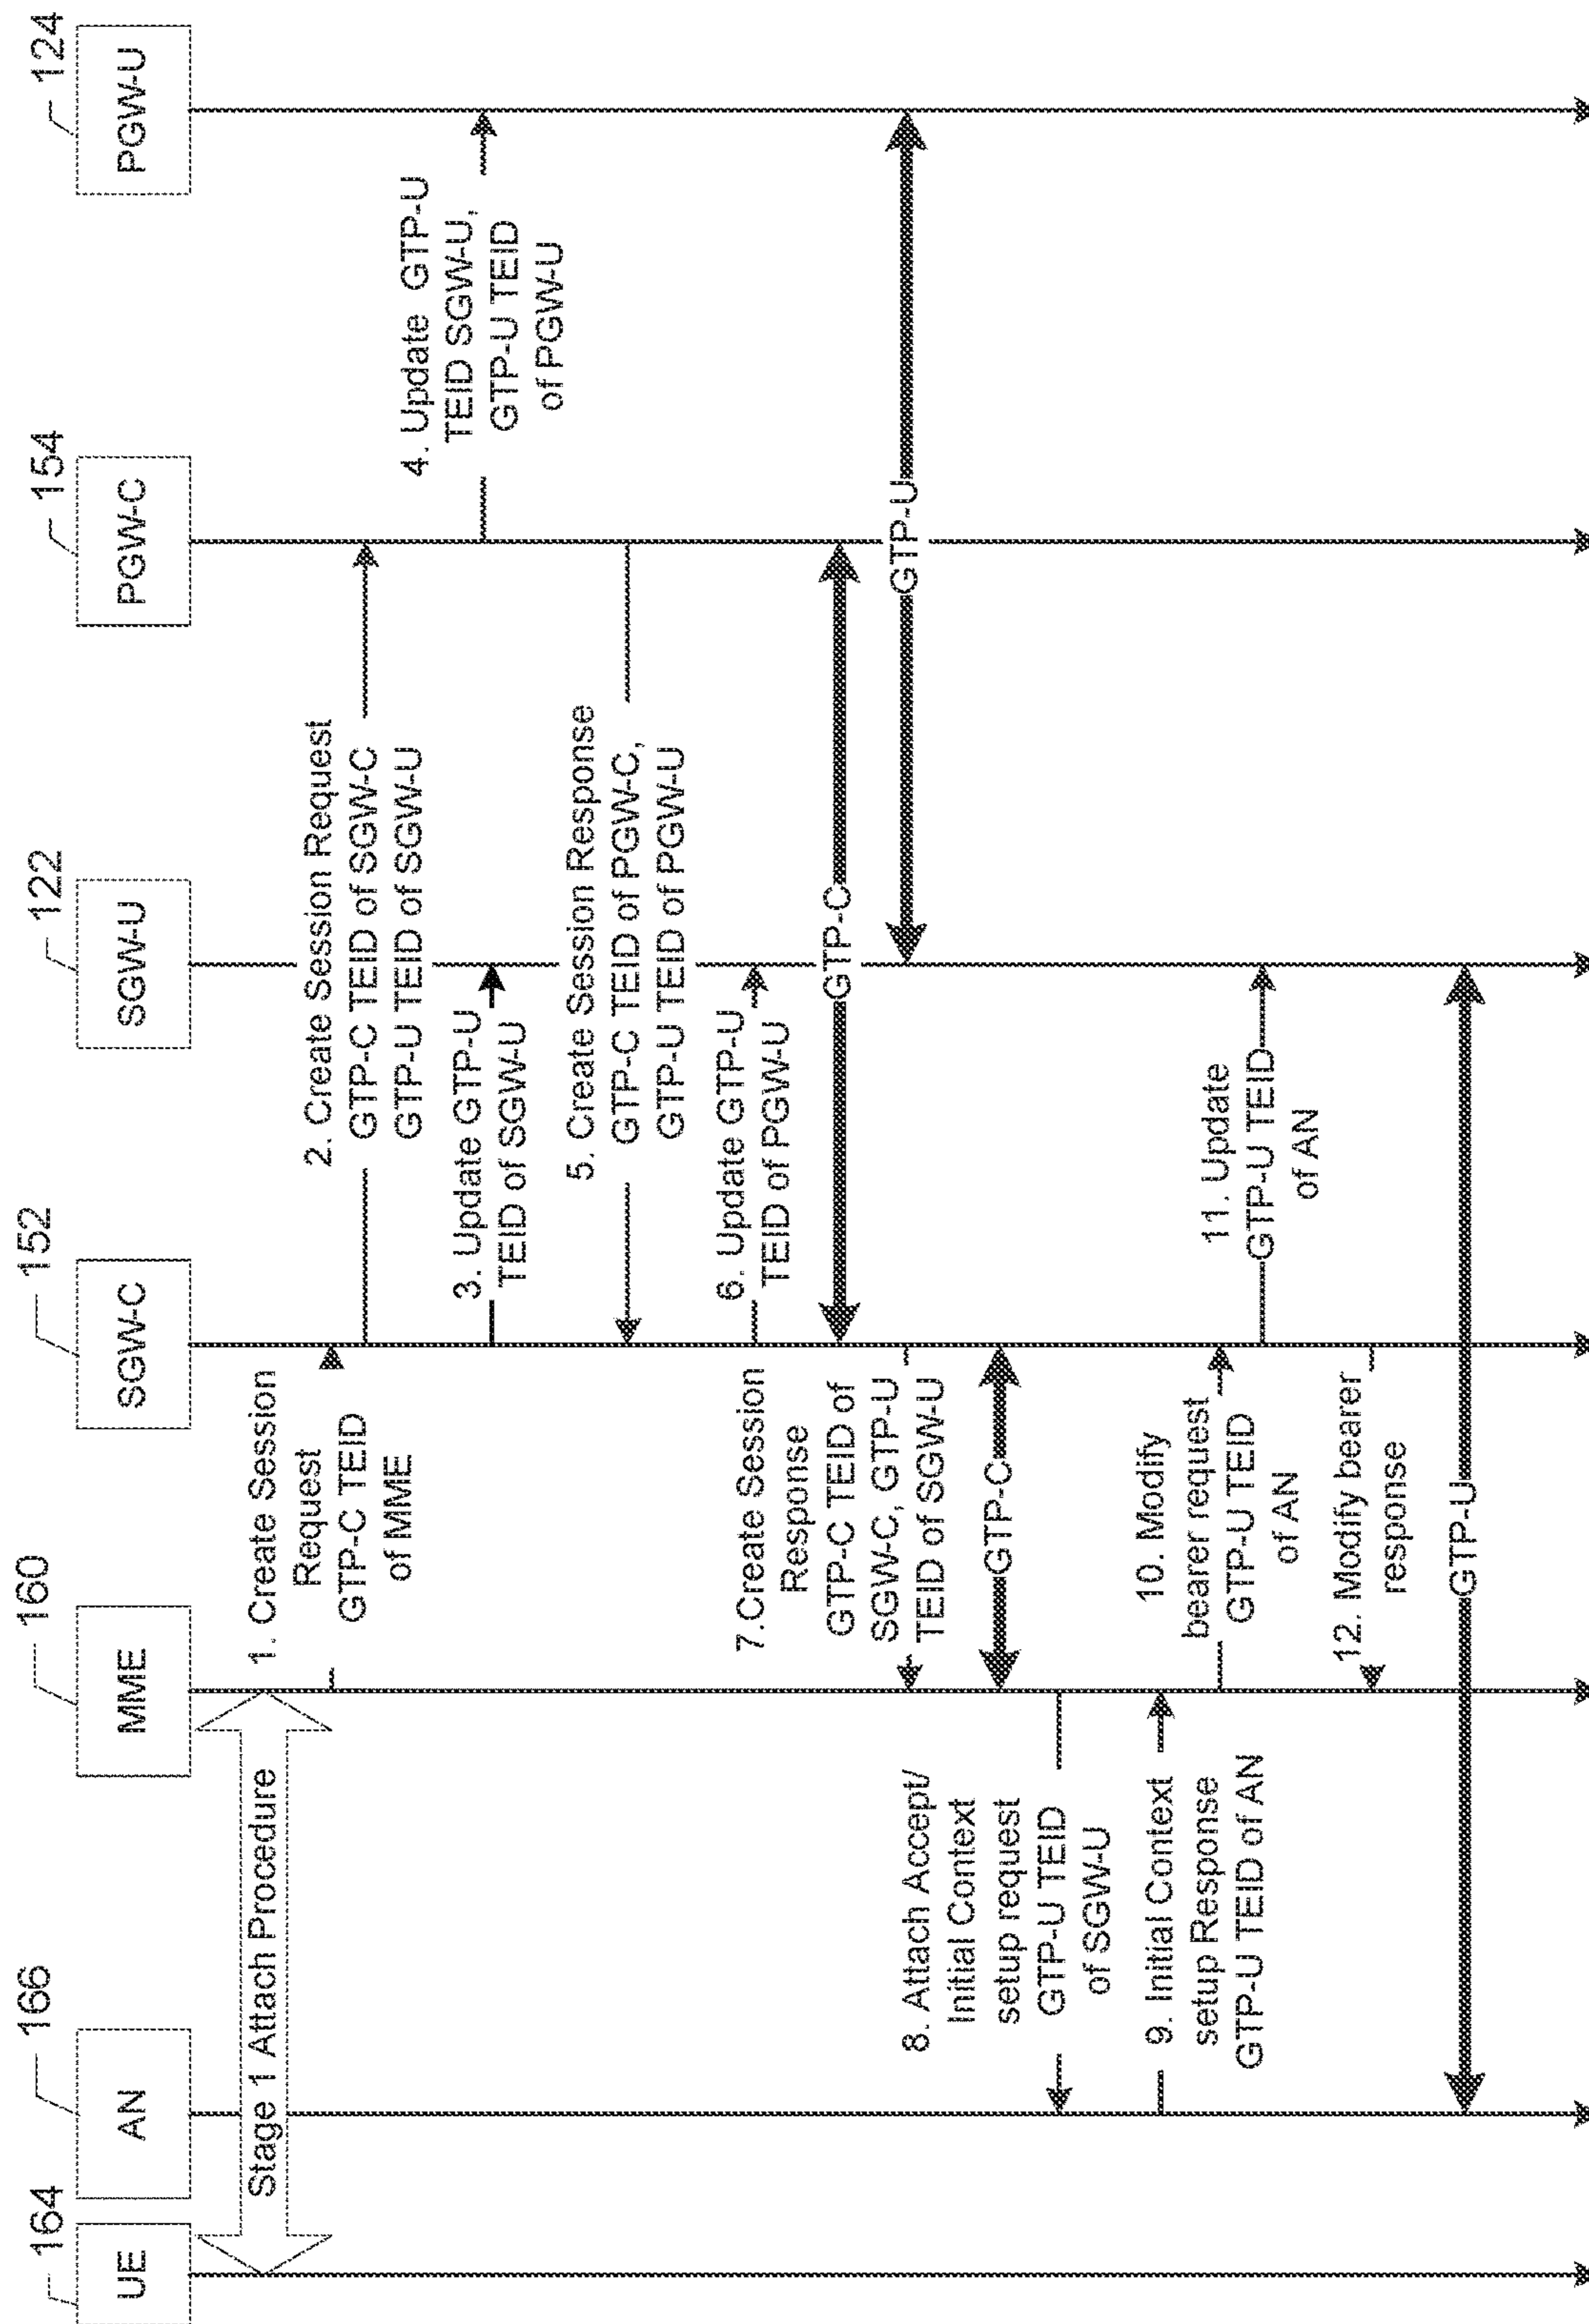 164
166
160
152
122
154
124
UE
AN
MME
SGW-C
SGW-U
PGW-C
PGW-U
Stage 1 Attach Procedure
1. Create Session
Request
GTP-C TEID
of MME
2. Create Session Request
GTP-C TEID of SGW-C
GTP-U TEID of SGW-U
3. Update GTP-U
TEID of SGW-U
4. Update GTP-U
TEID SGW-U,
GTP-U TEID
of PGW-U
5. Create Session Response
GTP-C TEID of PGW-C,
GTP-U TEID of PGW-U
6. Update GTP-U
TEID of PGW-U
GTP-C
GTP-U
7.Create Session
Response
GTP-C TEID of
SGW-C, GTP-U
TEID of SGW-U
GTP-C
8. Attach Accept/
Initial Context
setup request
GTP-U TEID
of SGW-U
9. Initial Context
setup Response
GTP-U TEID of AN
10. Modify
bearer request
GTP-U TEID
of AN
11. Update
GTP-U TEID
of AN
12. Modify bearer
response
GTP-U